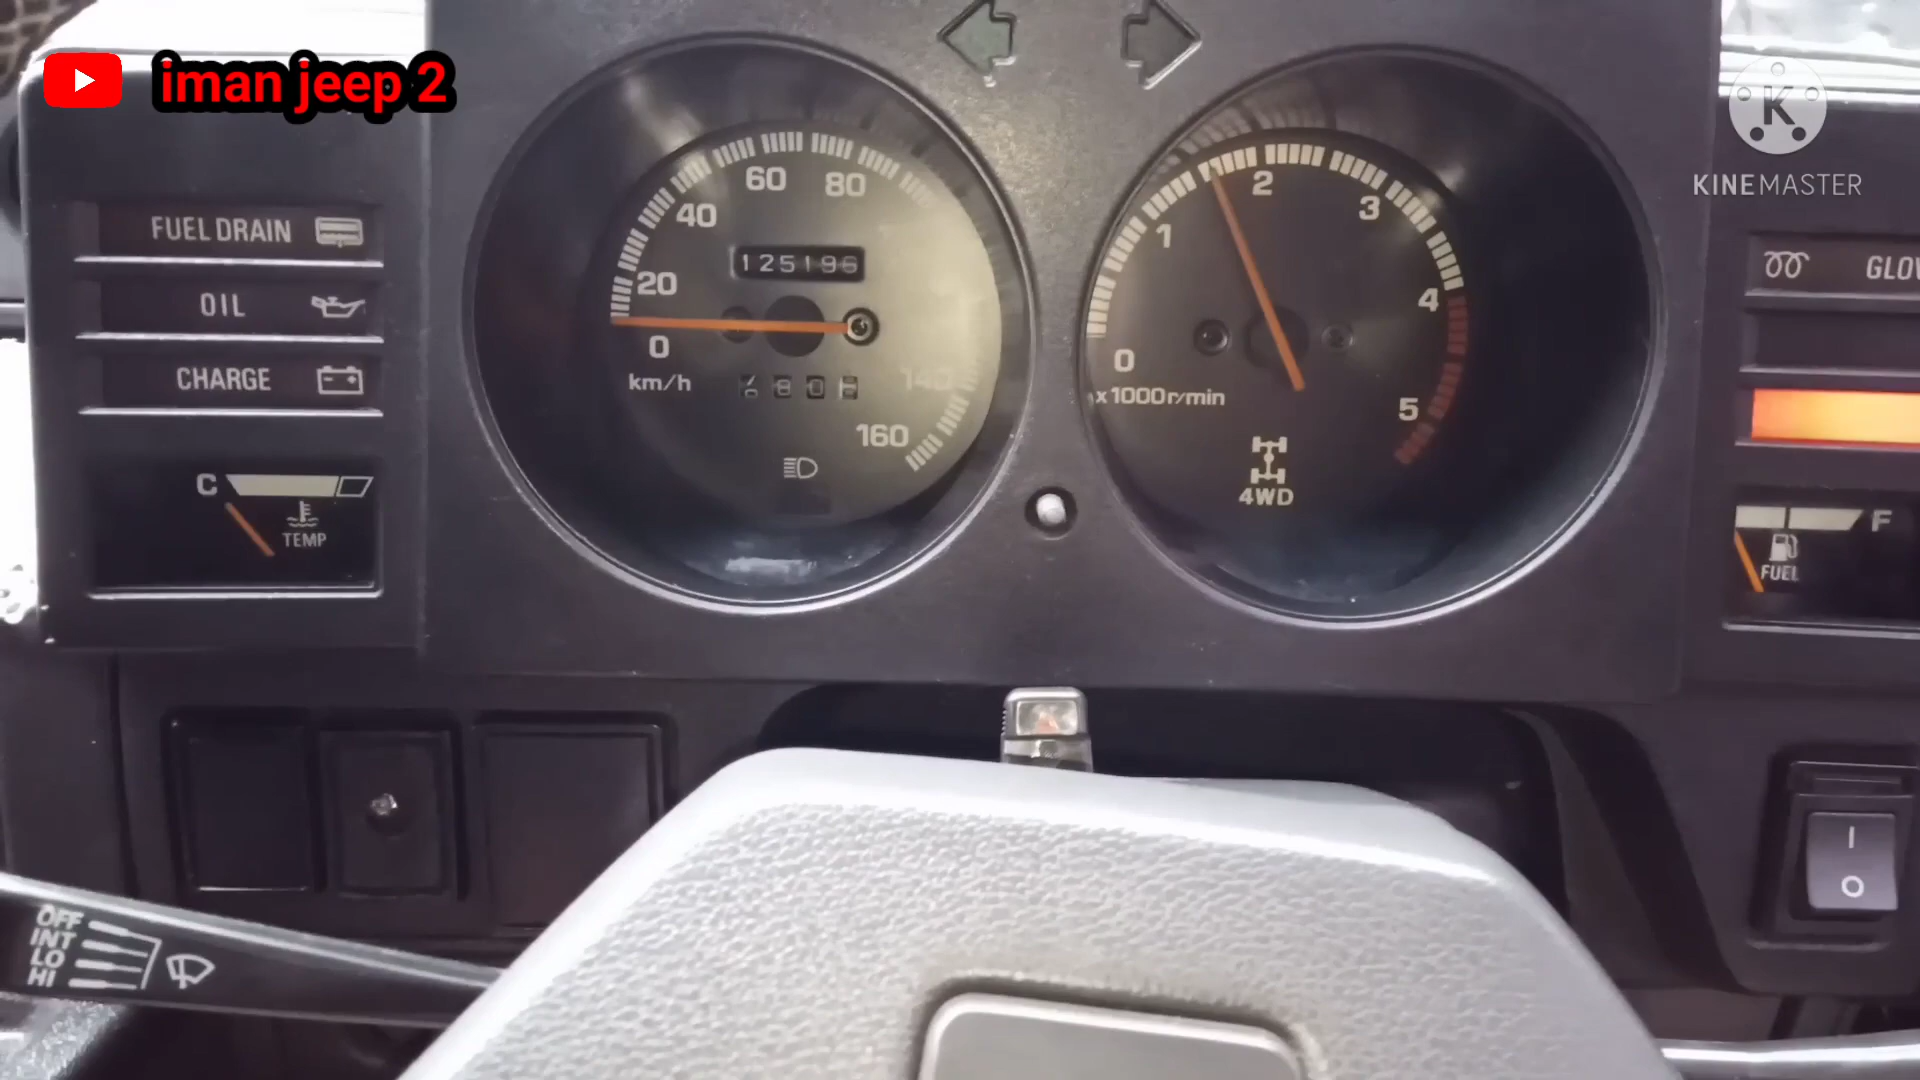 iman jeep 2
K
KINEMASTER
FUEL DRAIN
OIL
CHARGE
C
TEMP
0
20
40
60
80
140
160
km/h
125196
0
1
2
3
4
5
x1000r/min
4WD
F
FUEL
OFF
INT
LO
HI
I
O